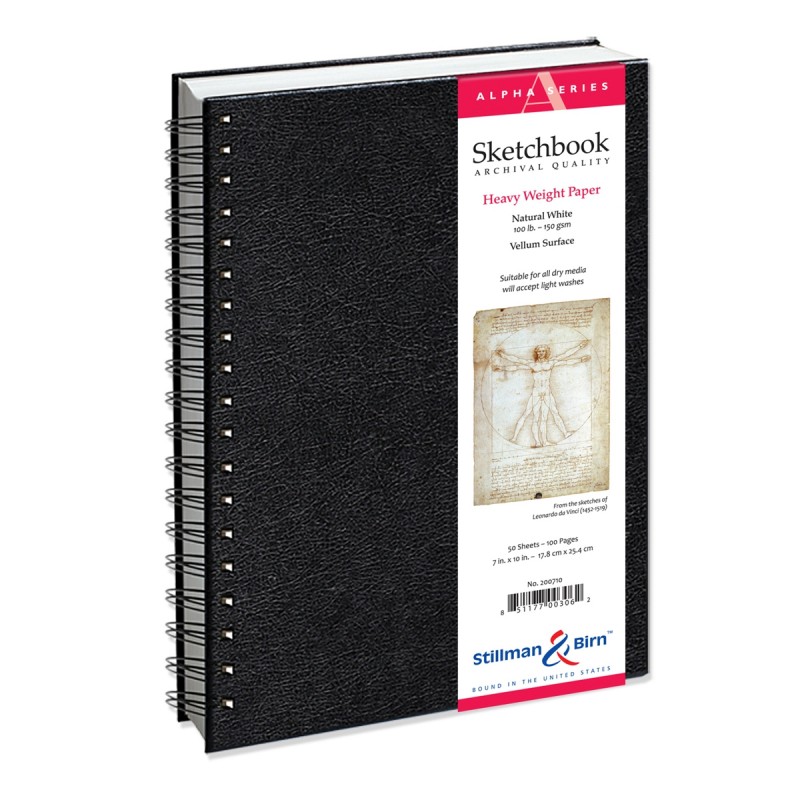 ALPHA SERIES
Sketchbook
ARCHIVAL QUALITY
Heavy Weight Paper
Natural White
100 lb. – 150 gsm
Vellum Surface
Suitable for all dry media
will accept light washes
From the sketches of
Leonardo da Vinci (1452-1519)
50 Sheets – 100 Pages
7 in. x 10 in. – 17.8 cm x 25.4 cm
No. 200710
8 51177 00306 2
Stillman & Birn™
BOUND IN THE UNITED STATES